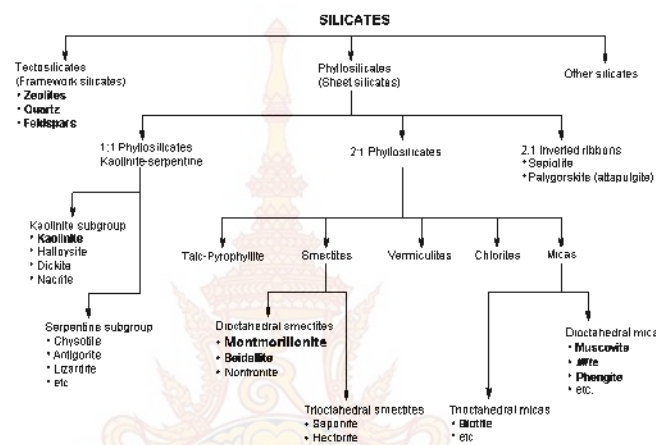 SILICATES
Tectosilicates
(Framework silicates)
• Zeolites
• Quartz
• Feldspars
Phyllosilicates
(Sheet silicates)
Other silicates
1:1 Phyllosilicates
Kaolinite-serpentine
2:1 Phyllosilicates
2:1 Inverted ribbons
• Sepiolite
• Palygorskite (attapulgite)
Kaolinite subgroup
• Kaolinite
• Halloysite
• Dickite
• Nacrite
Talc-Pyrophyllite
Smectites
Vermiculites
Chlorites
Micas
Serpentine subgroup
• Chysotile
• Antigorite
• Lizardite
• etc
Dioctahedral smectites
• Montmorillonite
• Beidellite
• Nontronite
Dioctahedral mica
• Muscovite
• Illite
• Phengite
• etc.
Trioctahedral smectites
• Saponite
• Hectorite
Trioctahedral micas
• Biotite
• etc